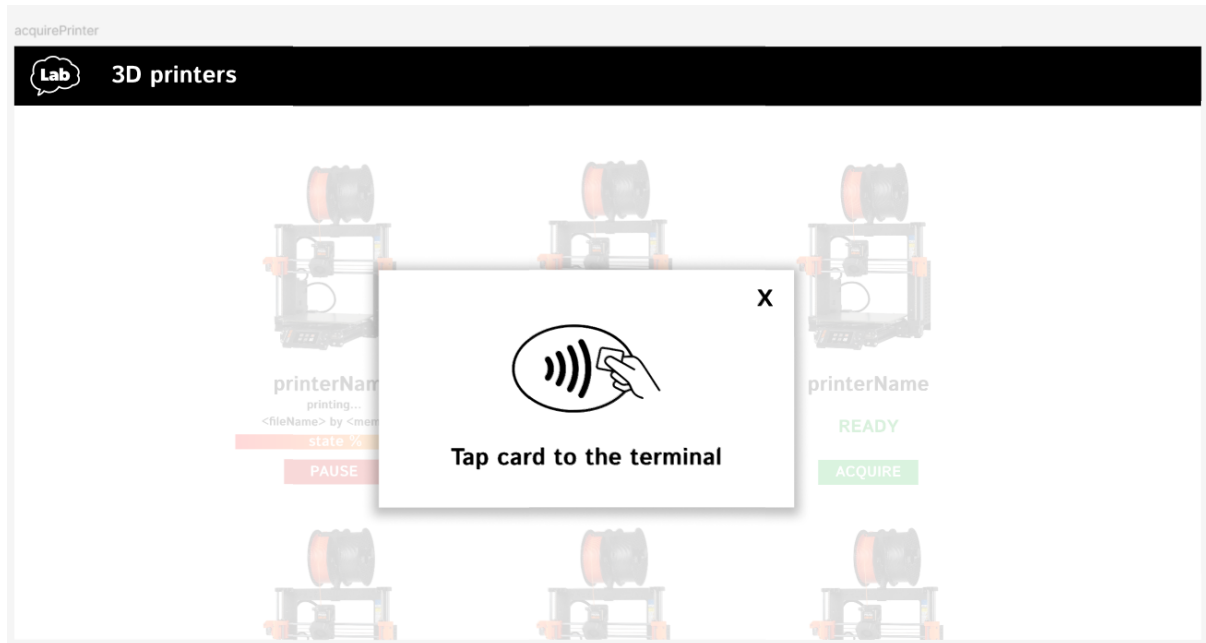 acquirePrinter
Lab
3D printers
X
Tap card to the terminal
printerNam
printing...
<fileName> by <mem
state %
PAUSE
printerName
READY
ACQUIRE